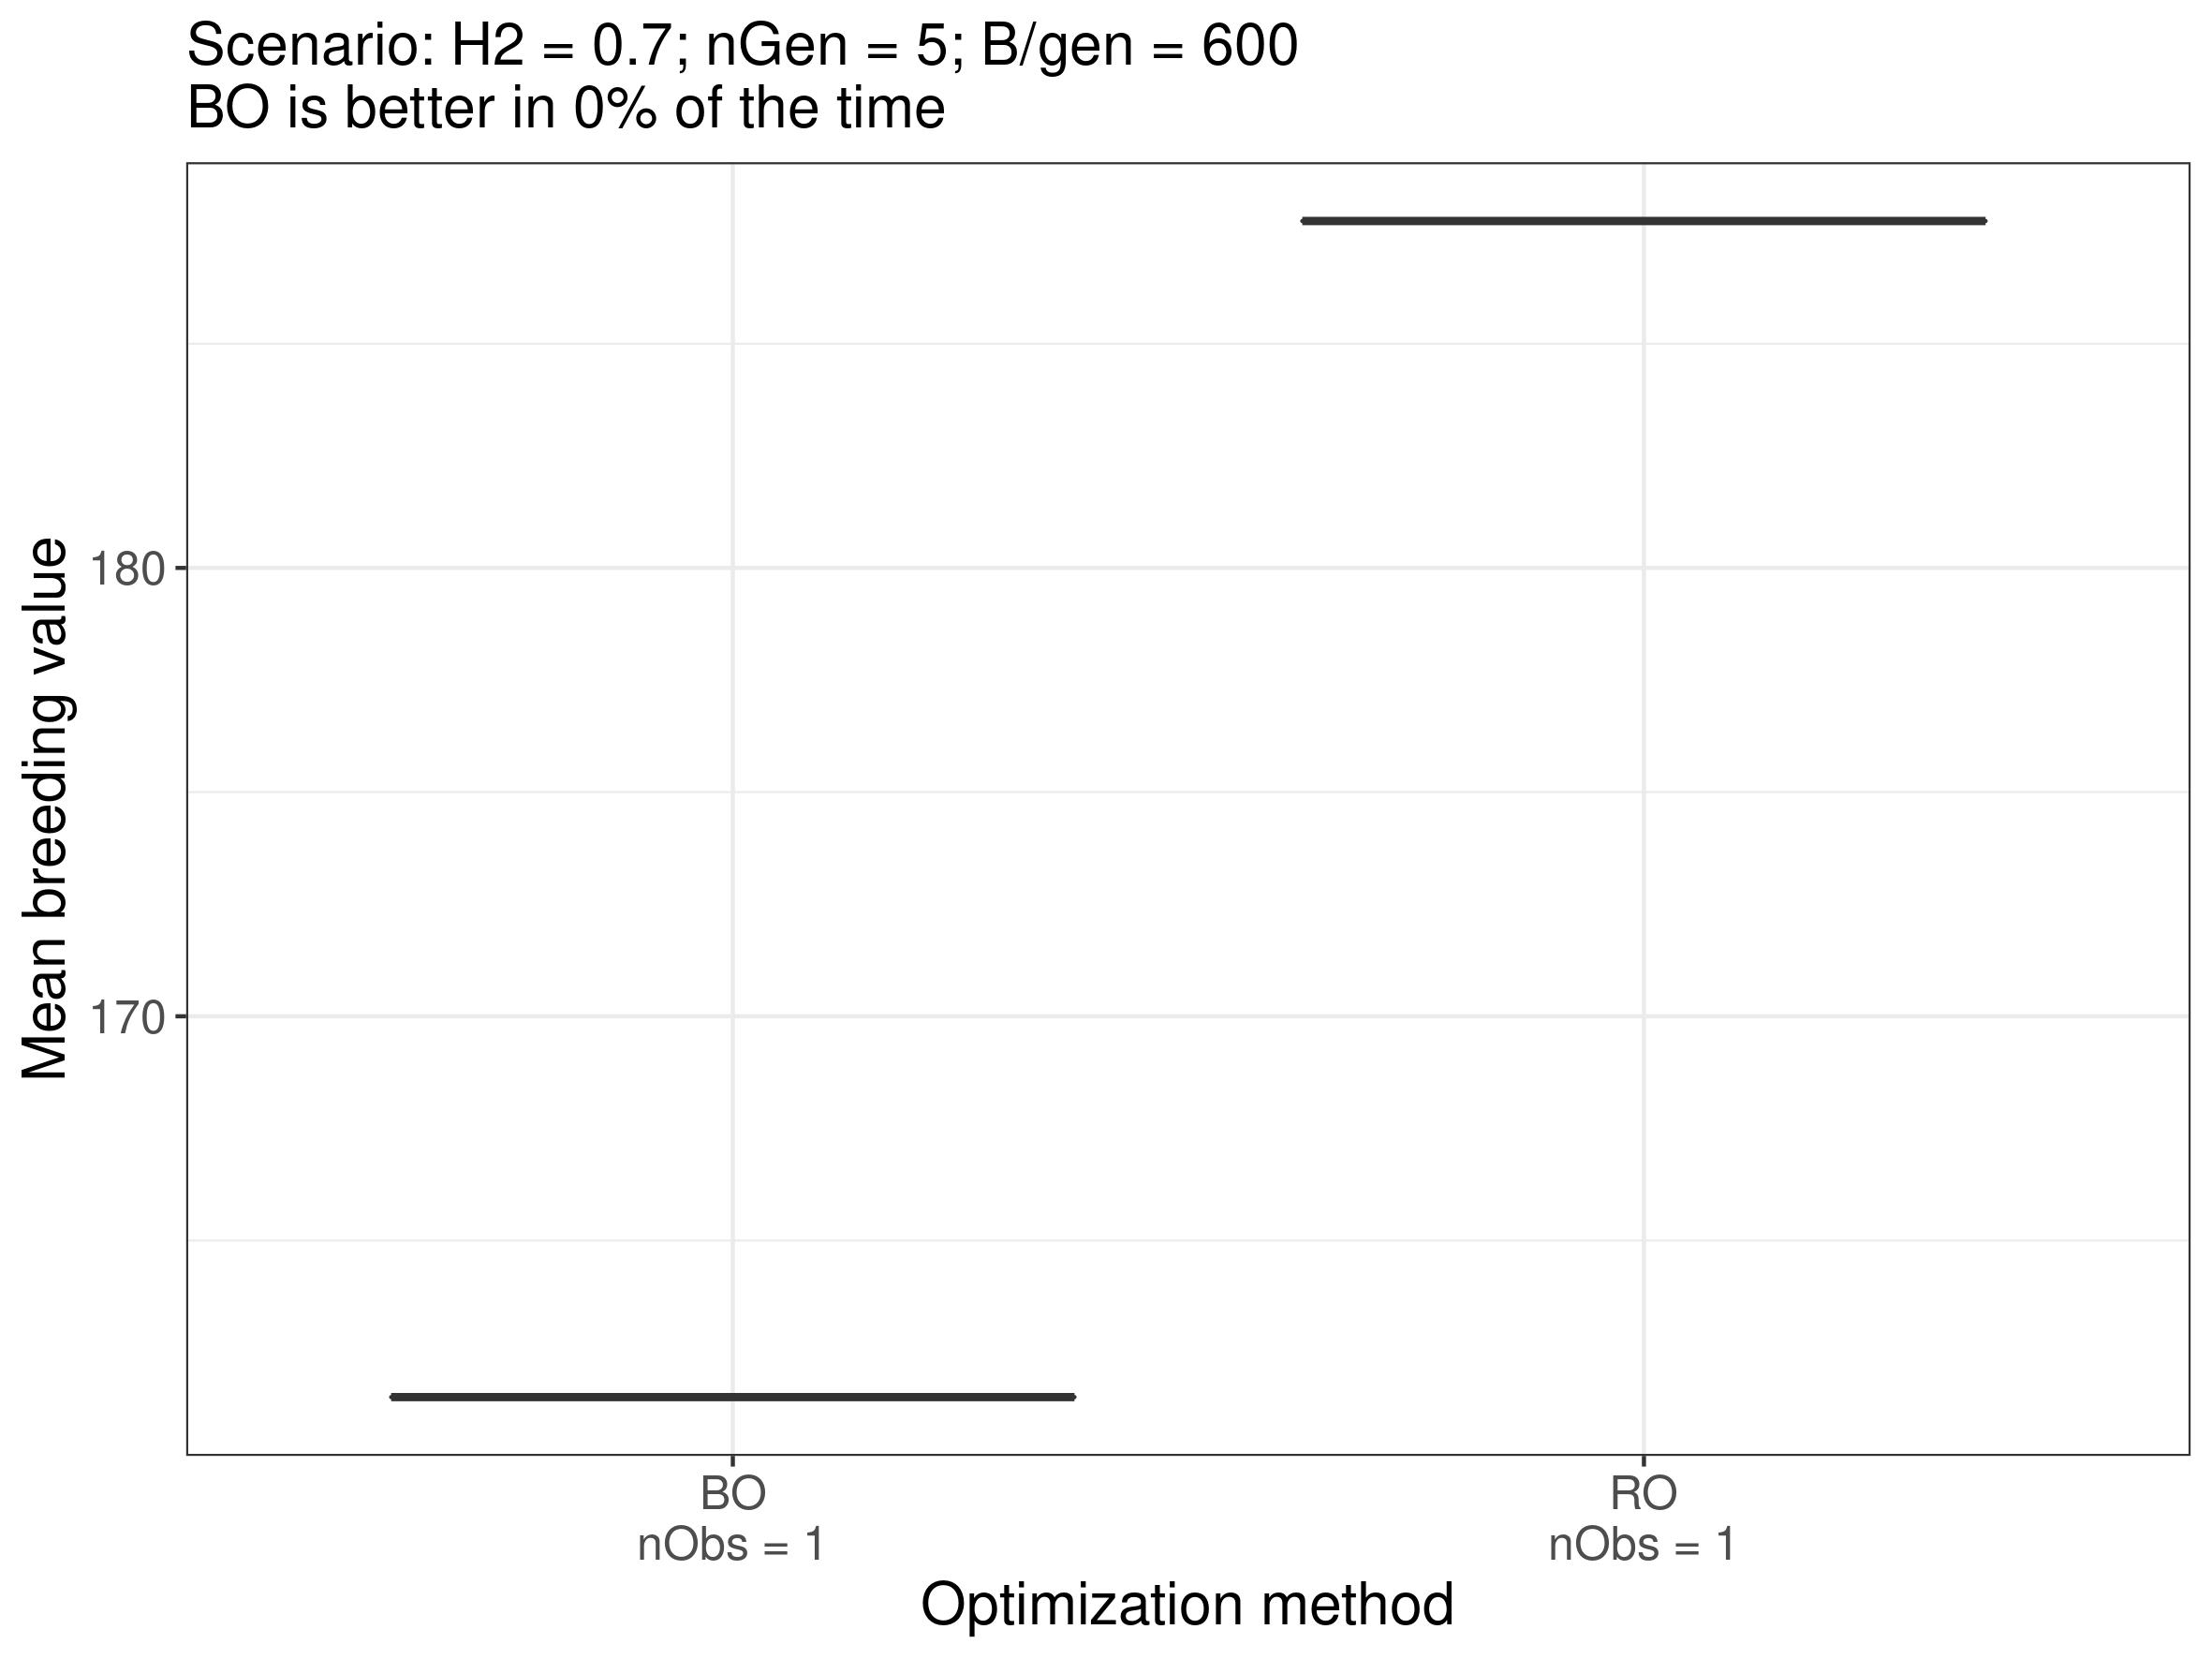 Scenario: H2 = 0.7; nGen = 5; B/gen = 600
BO is better in 0% of the time
Mean breeding value
180
170
BO
nObs = 1
RO
nObs = 1
Optimization method